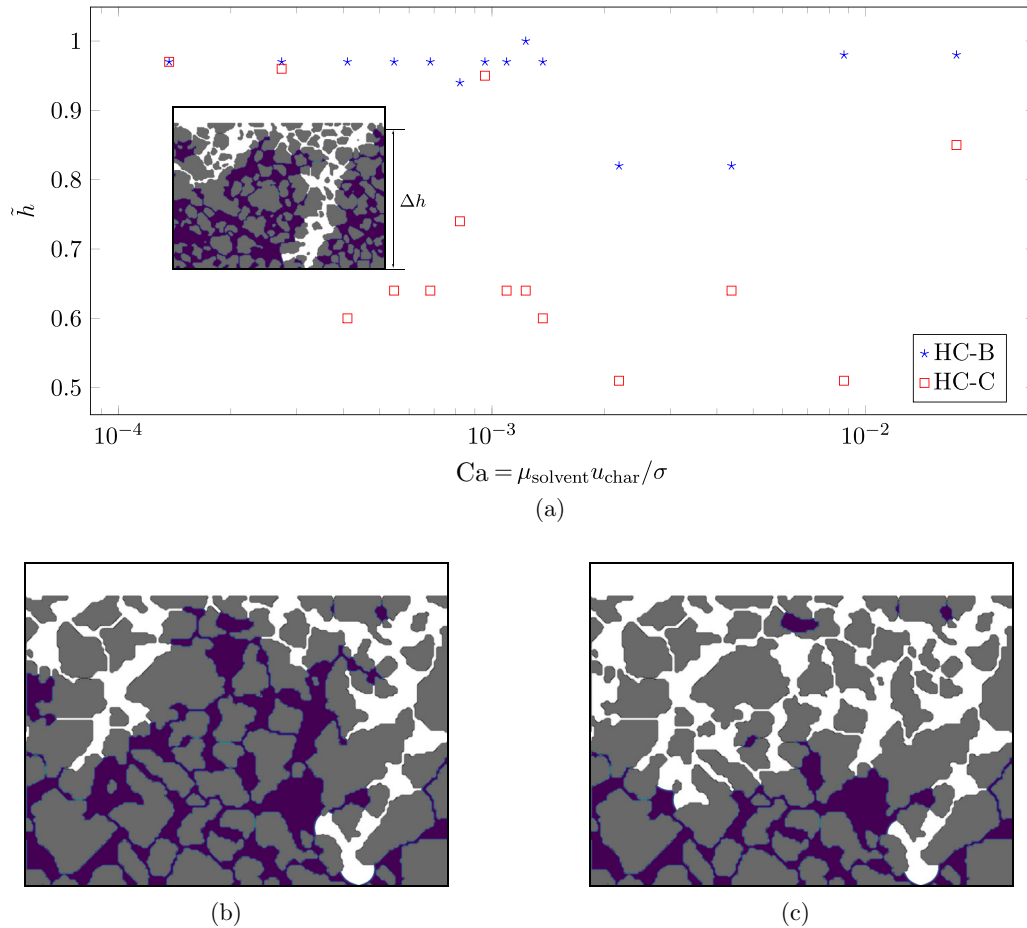 1
0.9
0.8
0.7
0.6
0.5
h̃
Δh
HC-B
HC-C
10⁻⁴
10⁻³
10⁻²
Ca = μ_solvent u_char/σ
(a)
(b)
(c)